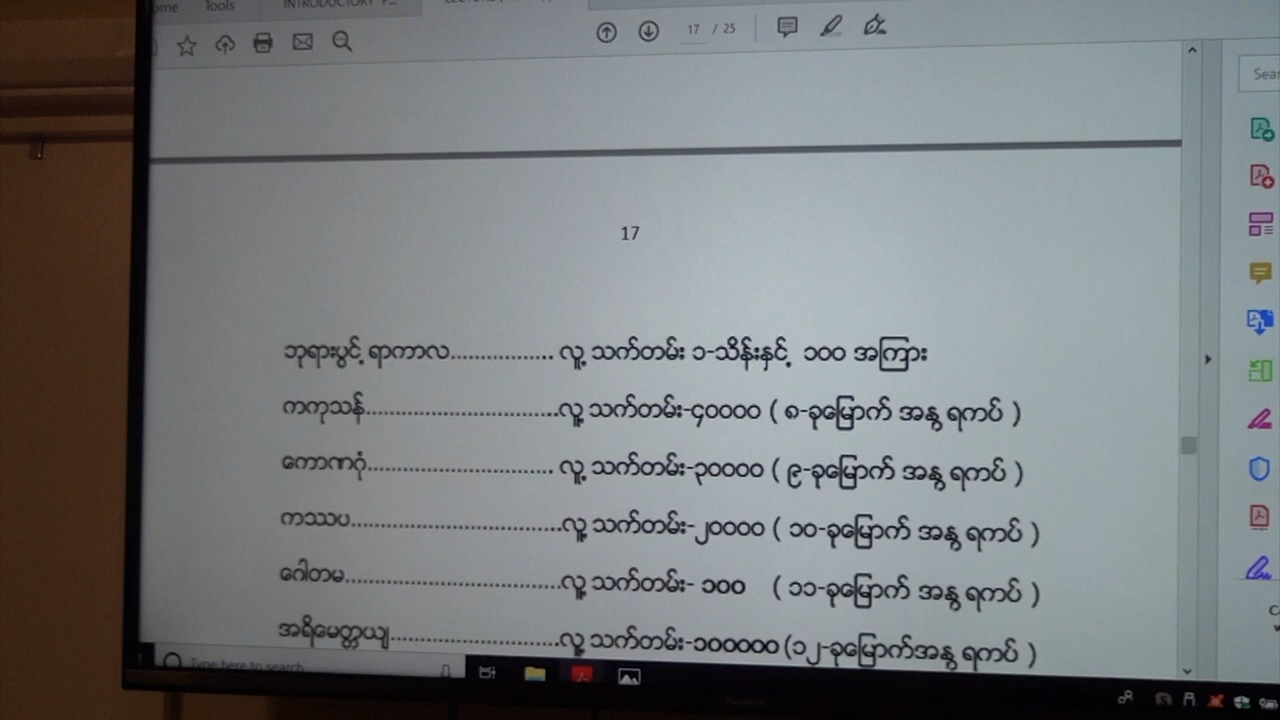 Tools
17 / 25
17
ဘုရားပွင့် ရာကာလ................. လူ့ သက်တမ်း ၁-သိန်းနှင့် ၁၀၀ အကြား
ကကုသန်................................လူ့ သက်တမ်း-၄၀၀၀၀ ( ၈-ခုမြောက် အန္တ ရကပ် )
ကောဏဂုံ............................... လူ့ သက်တမ်း-၃၀၀၀၀ ( ၉-ခုမြောက် အန္တ ရကပ် )
ကဿပ...................................လူ့ သက်တမ်း-၂၀၀၀၀ ( ၁၀-ခုမြောက် အန္တ ရကပ် )
ဂေါတမ....................................လူ့ သက်တမ်း- ၁၀၀ ( ၁၁-ခုမြောက် အန္တ ရကပ် )
အရိမေတ္တယျ............................လူ့ သက်တမ်း-၁၀၀၀၀၀ (၁၂-ခုမြောက်အန္တ ရကပ် )
Type here to search